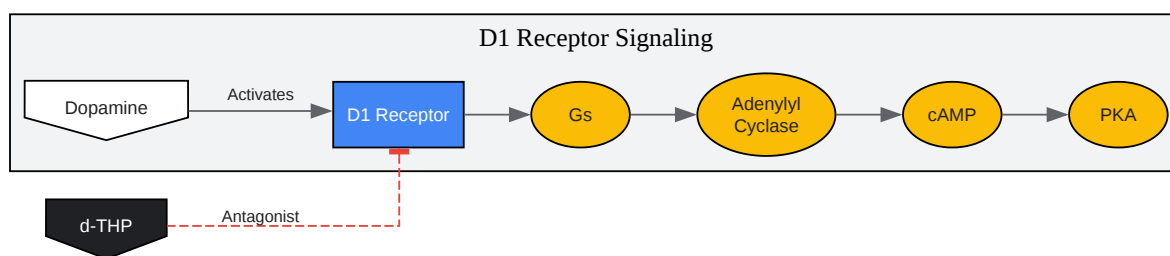 D1 Receptor Signaling
Dopamine
Activates
D1 Receptor
Gs
Adenylyl
Cyclase
cAMP
PKA
d-THP
Antagonist